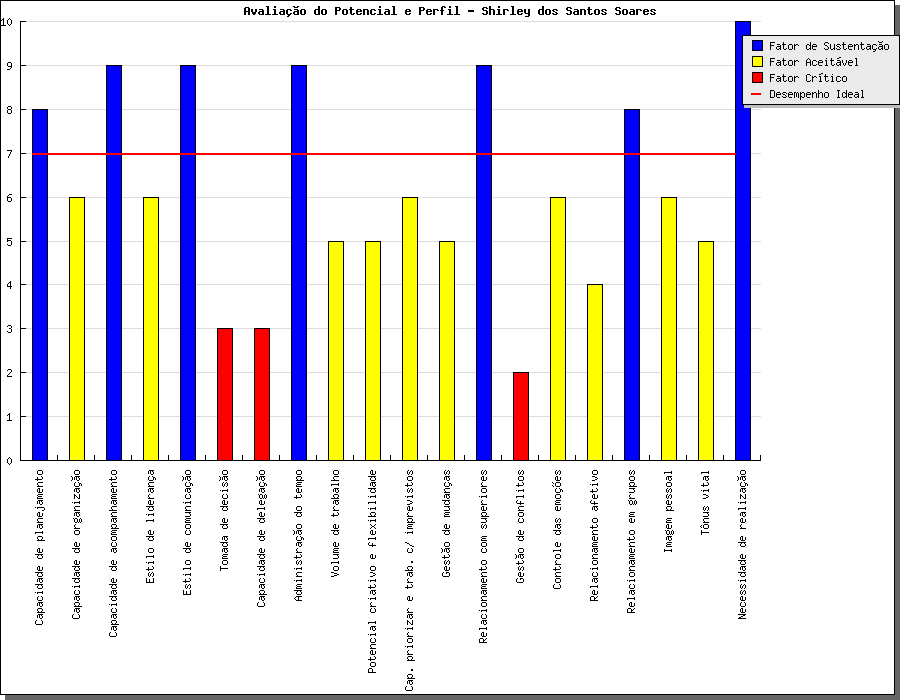 Avaliação do Potencial e Perfil - Shirley dos Santos Soares
Fator de Sustentação
Fator Aceitável
Fator Crítico
Desempenho Ideal
10
9
8
7
6
5
4
3
2
1
0
Capacidade de planejamento
Capacidade de organização
Capacidade de acompanhamento
Estilo de liderança
Estilo de comunicação
Tomada de decisão
Capacidade de delegação
Administração do tempo
Volume de trabalho
Potencial criativo e flexibilidade
Cap. priorizar e trab. c/ imprevistos
Gestão de mudanças
Relacionamento com superiores
Gestão de conflitos
Controle das emoções
Relacionamento afetivo
Relacionamento em grupos
Imagem pessoal
Tônus vital
Necessidade de realização